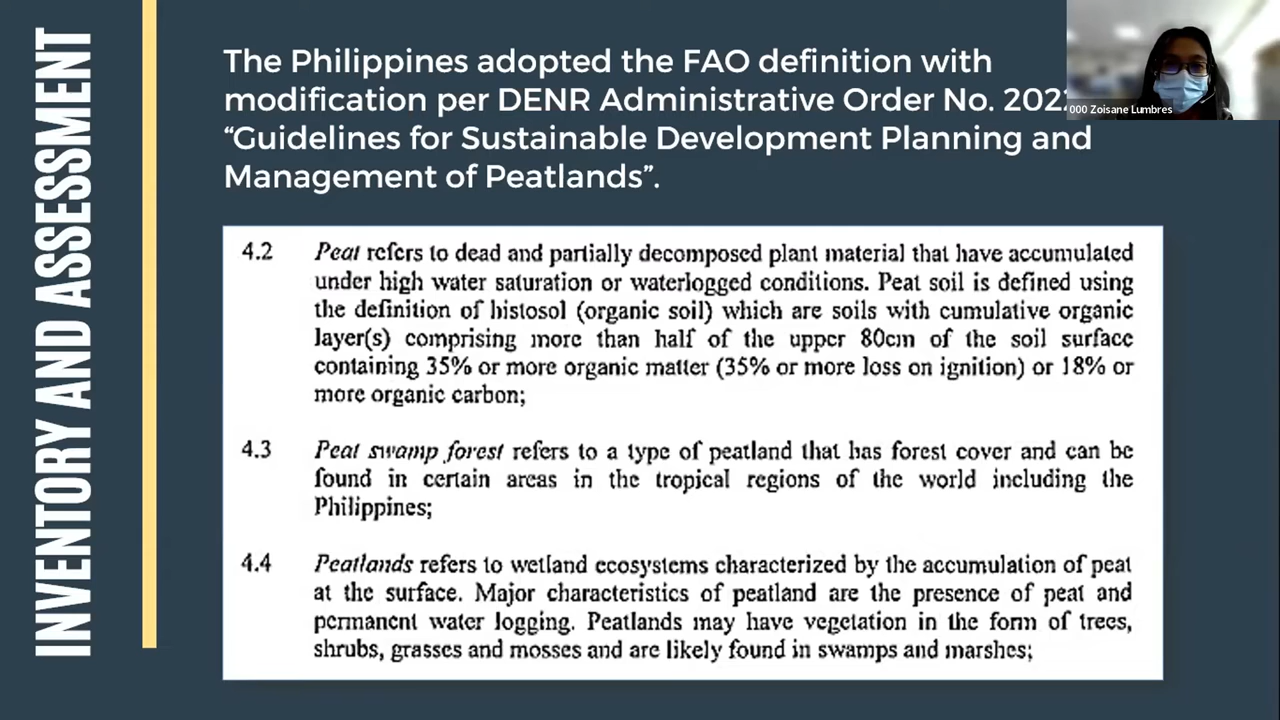 INVENTORY AND ASSESSMENT
The Philippines adopted the FAO definition with
modification per DENR Administrative Order No.
“Guidelines for Sustainable Development Planning and
Management of Peatlands”.
000 Zoisane Lumbres
4.2 Peat refers to dead and partially decomposed plant material that have accumulated
under high water saturation or waterlogged conditions. Peat soil is defined using
the definition of histosol (organic soil) which are soils with cumulative organic
layer(s) comprising more than half of the upper 80cm of the soil surface
containing 35% or more organic matter (35% or more loss on ignition) or 18% or
more organic carbon;
4.3 Peat swamp forest refers to a type of peatland that has forest cover and can be
found in certain areas in the tropical regions of the world including the
Philippines;
4.4 Peatlands refers to wetland ecosystems characterized by the accumulation of peat
at the surface. Major characteristics of peatland are the presence of peat and
permanent water logging. Peatlands may have vegetation in the form of trees,
shrubs, grasses and mosses and are likely found in swamps and marshes;